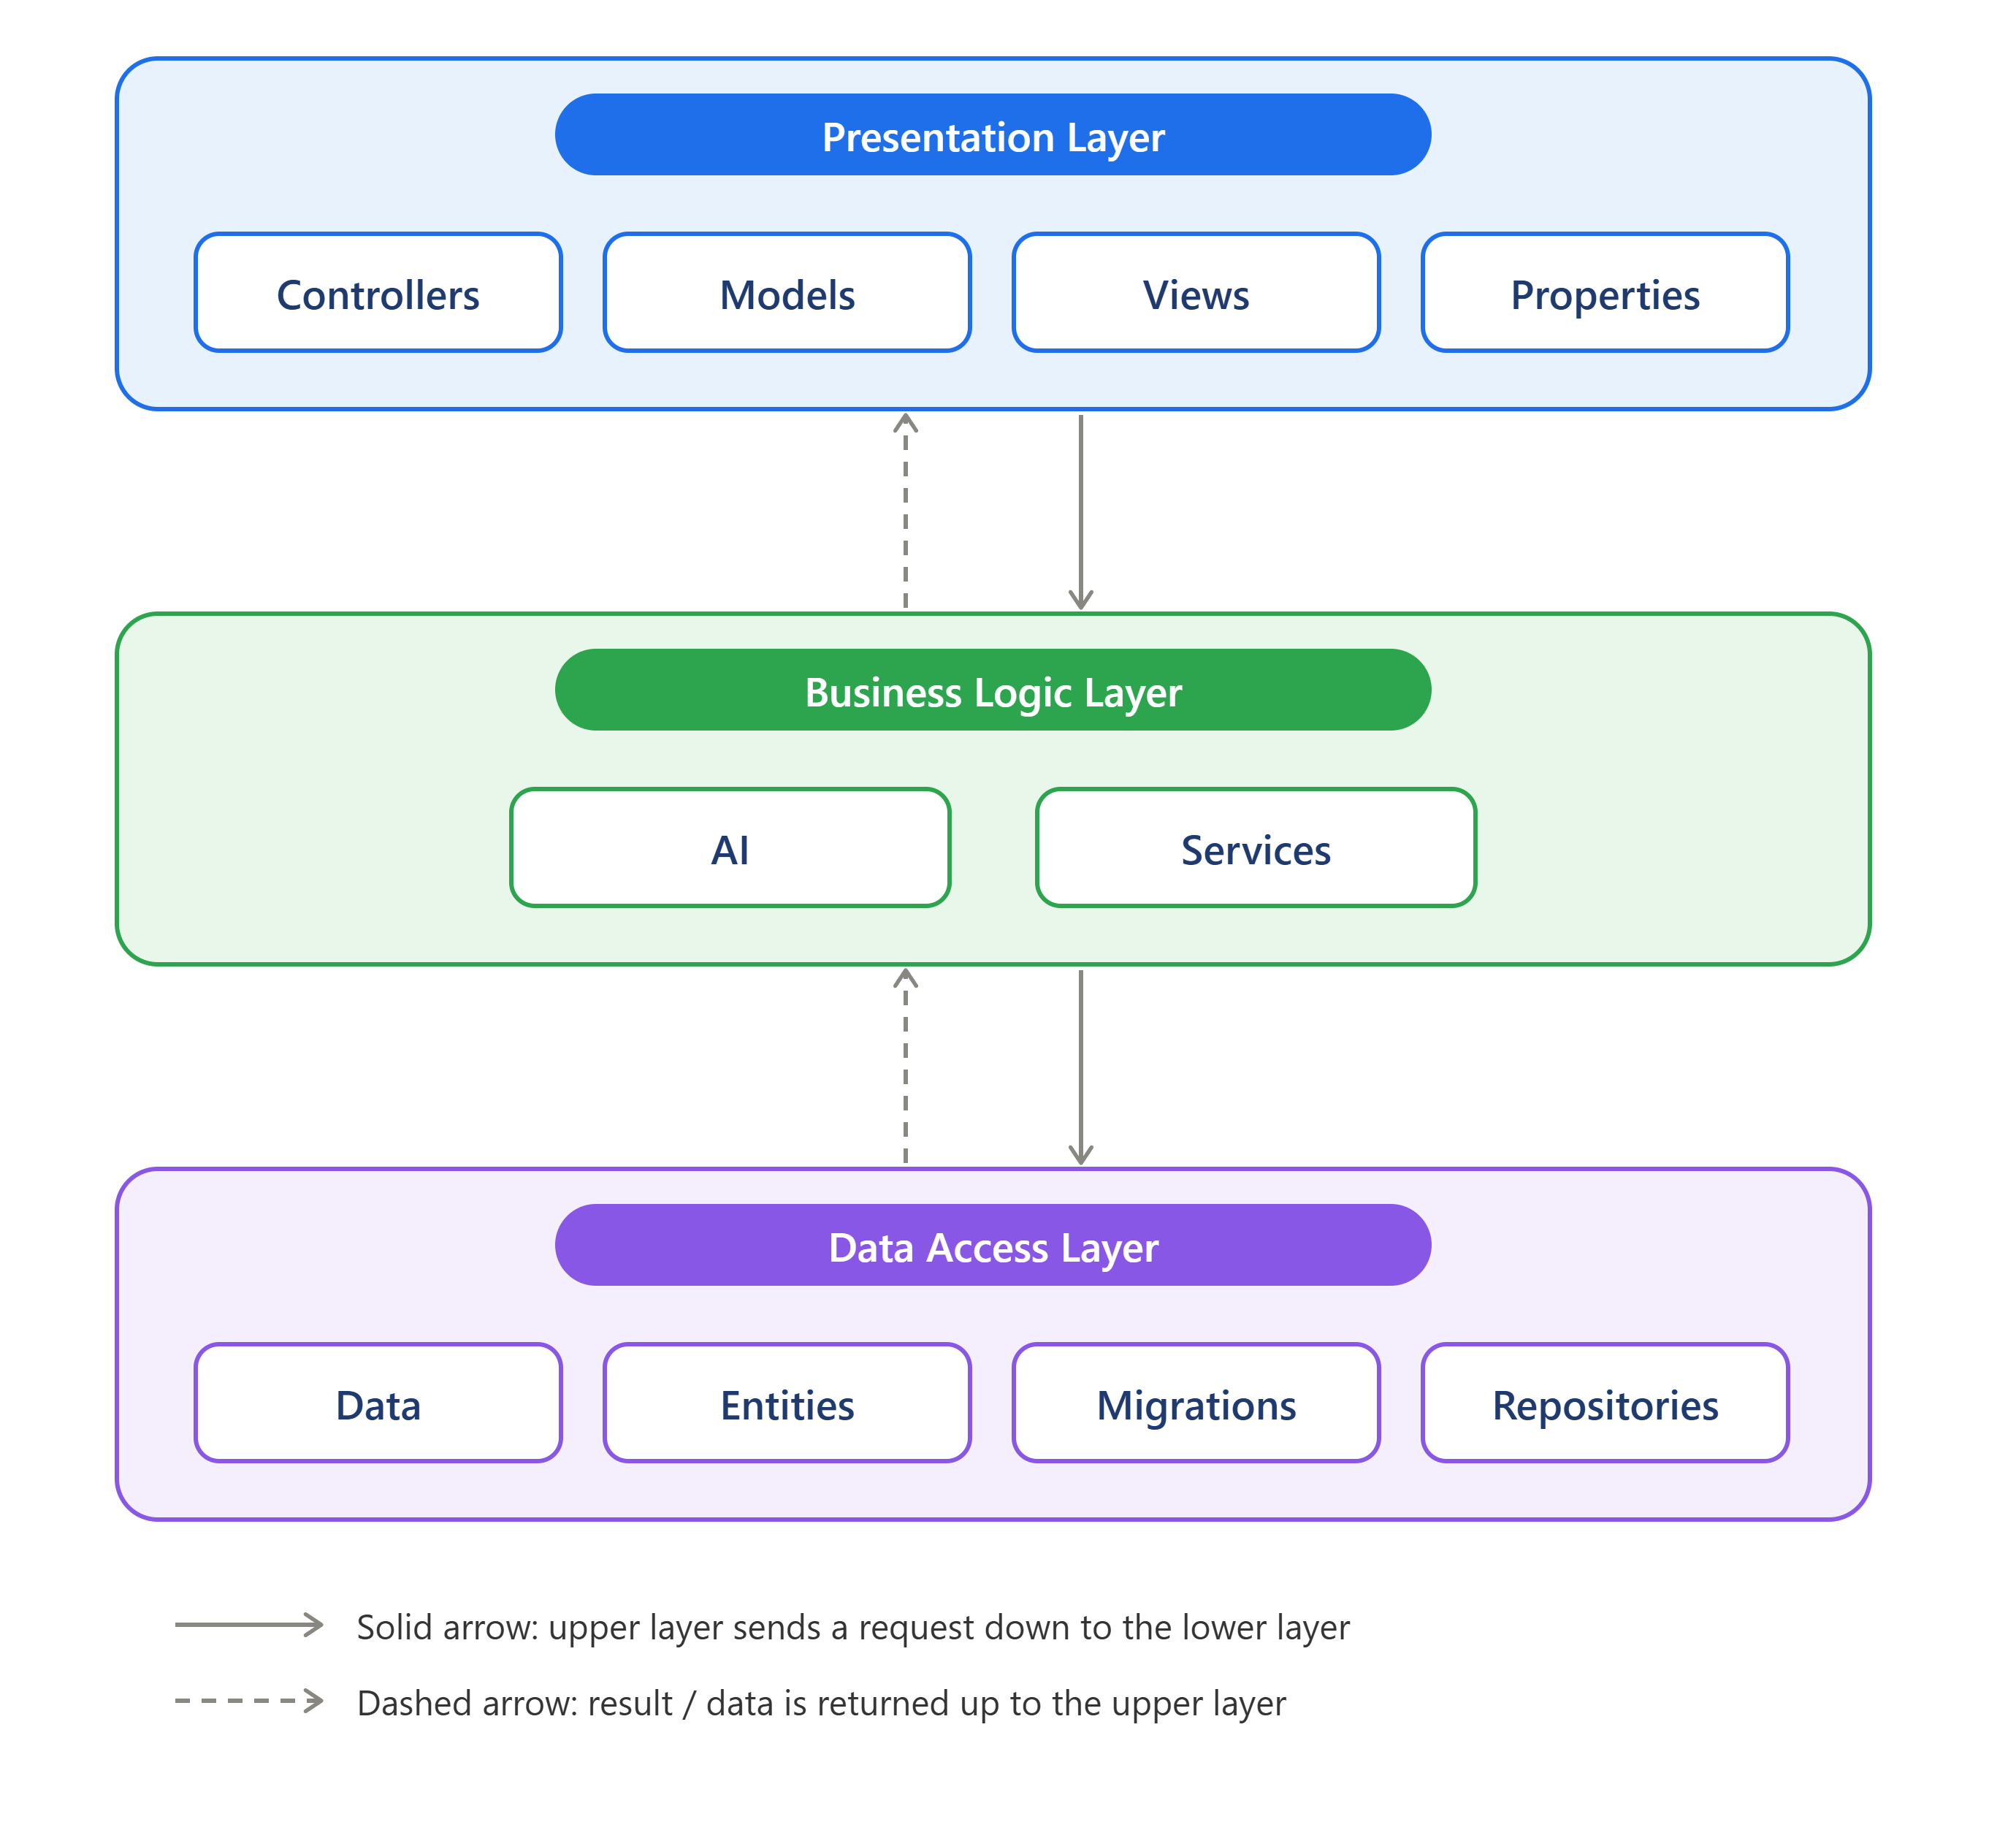 Presentation Layer
Controllers
Models
Views
Properties
Business Logic Layer
AI
Services
Data Access Layer
Data
Entities
Migrations
Repositories
Solid arrow: upper layer sends a request down to the lower layer
Dashed arrow: result / data is returned up to the upper layer